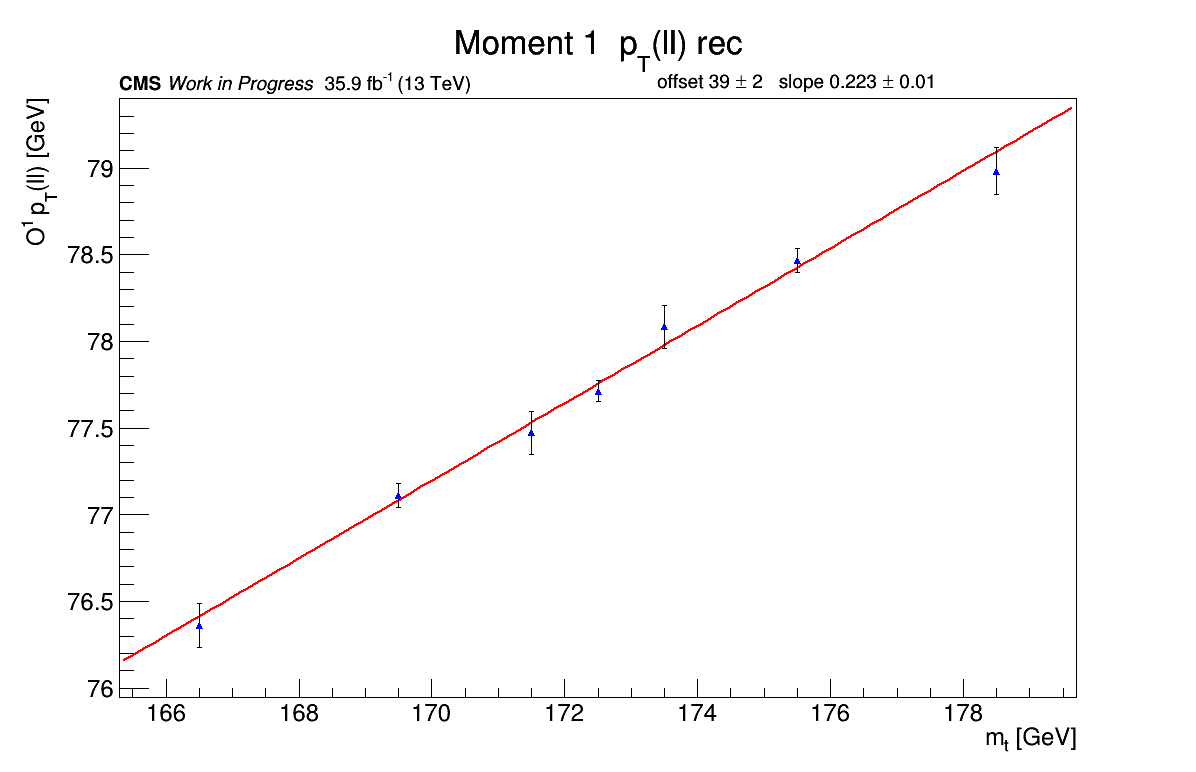 Moment 1 p_T(ll) rec
CMS Work in Progress 35.9 fb⁻¹ (13 TeV)
offset 39 ± 2 slope 0.223 ± 0.01
O¹ p_T(ll) [GeV]
79
78.5
78
77.5
77
76.5
76
166 168 170 172 174 176 178
m_t [GeV]